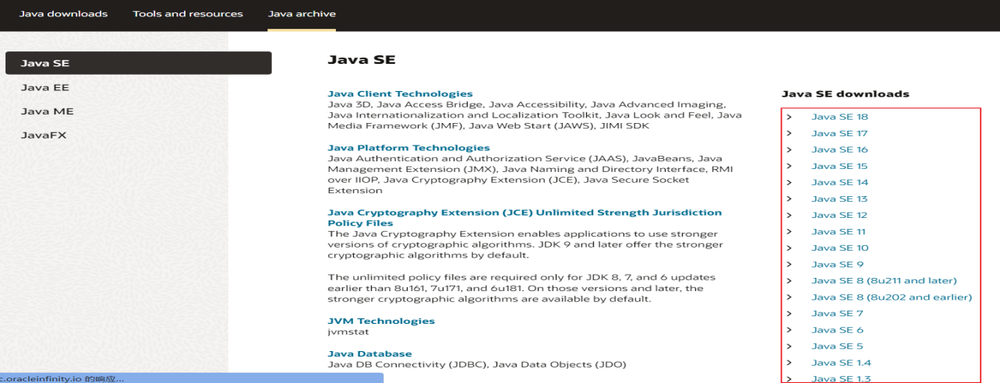 Java downloads Tools and resources Java archive
Java SE
Java EE
Java ME
JavaFX
Java SE
Java Client Technologies
Java 3D, Java Access Bridge, Java Accessibility, Java Advanced Imaging,
Java Internationalization and Localization Toolkit, Java Look and Feel, Java
Media Framework (JMF), Java Web Start (JAWS), JIMI SDK
Java Platform Technologies
Java Authentication and Authorization Service (JAAS), JavaBeans, Java
Management Extension (JMX), Java Naming and Directory Interface, RMI
over IIOP, Java Cryptography Extension (JCE), Java Secure Socket
Extension
Java Cryptography Extension (JCE) Unlimited Strength Jurisdiction
Policy Files
The Java Cryptography Extension enables applications to use stronger
versions of cryptographic algorithms. JDK 9 and later offer the stronger
cryptographic algorithms by default.
The unlimited policy files are required only for JDK 8, 7, and 6 updates
earlier than 8u161, 7u171, and 6u181. On those versions and later, the
stronger cryptographic algorithms are available by default.
JVM Technologies
jvmstat
Java Database
Java DB Connectivity (JDBC), Java Data Objects (JDO)
Java SE downloads
> Java SE 18
> Java SE 17
> Java SE 16
> Java SE 15
> Java SE 14
> Java SE 13
> Java SE 12
> Java SE 11
> Java SE 10
> Java SE 9
> Java SE 8 (8u211 and later)
> Java SE 8 (8u202 and earlier)
> Java SE 7
> Java SE 6
> Java SE 5
> Java SE 1.4
> Java SE 1.3
c.oracleinfinity.io 的响应...